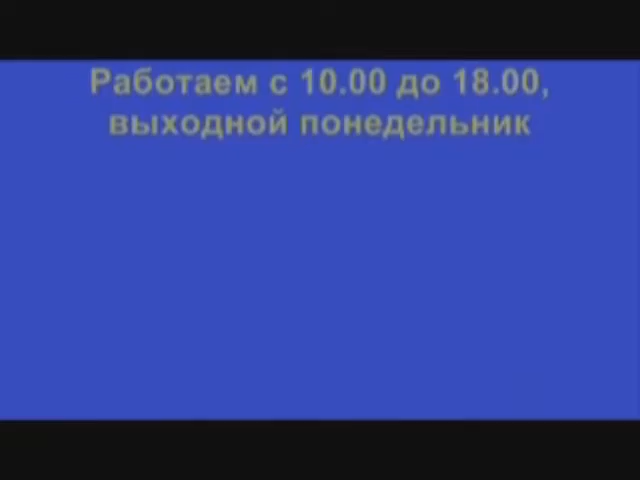 Работаем с 10.00 до 18.00,
выходной понедельник